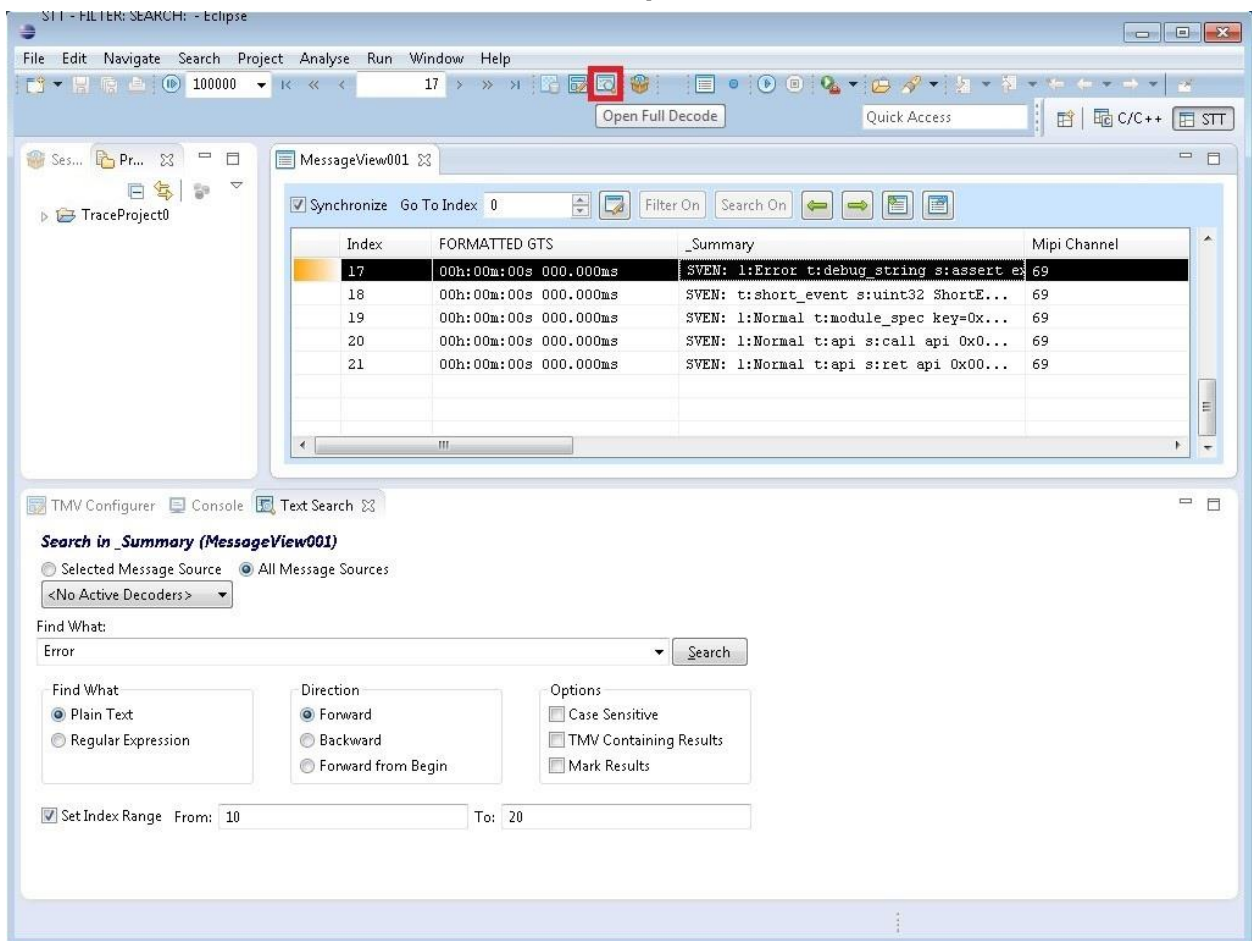 STT - FILTER: SEARCH: - Eclipse
File Edit Navigate Search Project Analyse Run Window Help
100000 17
Open Full Decode Quick Access C/C++ STT
Ses... Pr... MessageView001
Synchronize Go To Index 0 Filter On Search On
TraceProject0
Index FORMATTED GTS _Summary Mipi Channel
17 00h:00m:00s 000.000ms SVEN: l:Error t:debug_string s:assert ex 69
18 00h:00m:00s 000.000ms SVEN: t:short_event s:uint32 ShortE... 69
19 00h:00m:00s 000.000ms SVEN: l:Normal t:module_spec key=0x... 69
20 00h:00m:00s 000.000ms SVEN: l:Normal t:api s:call api 0x0... 69
21 00h:00m:00s 000.000ms SVEN: l:Normal t:api s:ret api 0x00... 69
TMV Configurer Console Text Search
Search in _Summary (MessageView001)
Selected Message Source All Message Sources
<No Active Decoders>
Find What:
Error Search
Find What Direction Options
Plain Text Forward Case Sensitive
Regular Expression Backward TMV Containing Results
Forward from Begin Mark Results
Set Index Range From: 10 To: 20